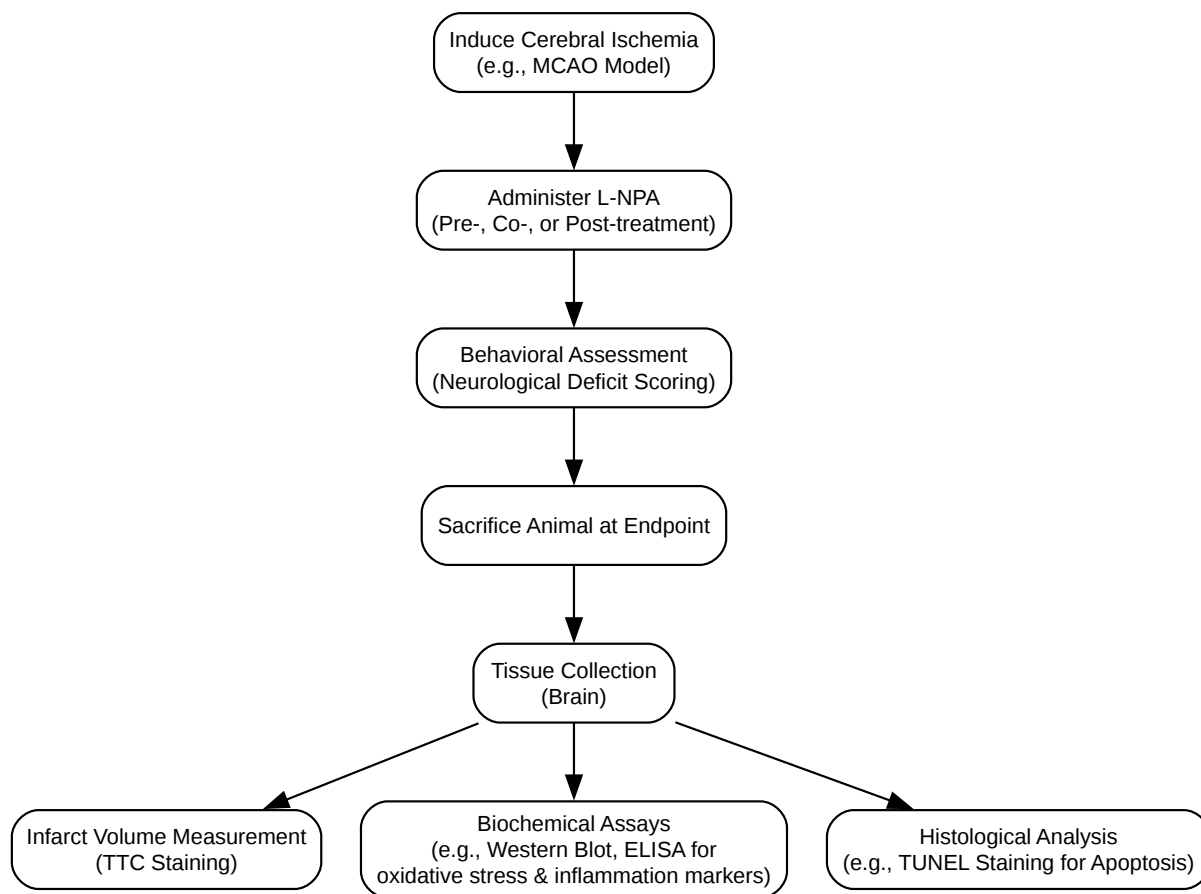 Induce Cerebral Ischemia
(e.g., MCAO Model)
Administer L-NPA
(Pre-, Co-, or Post-treatment)
Behavioral Assessment
(Neurological Deficit Scoring)
Sacrifice Animal at Endpoint
Tissue Collection
(Brain)
Infarct Volume Measurement
(TTC Staining)
Biochemical Assays
(e.g., Western Blot, ELISA for
oxidative stress & inflammation markers)
Histological Analysis
(e.g., TUNEL Staining for Apoptosis)